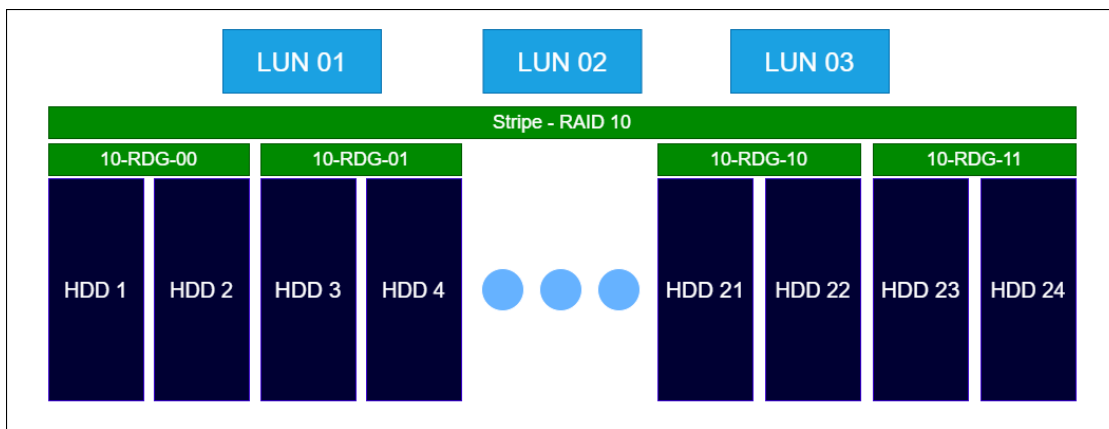 LUN 01
LUN 02
LUN 03
Stripe - RAID 10
10-RDG-00
10-RDG-01
10-RDG-10
10-RDG-11
HDD 1
HDD 2
HDD 3
HDD 4
HDD 21
HDD 22
HDD 23
HDD 24